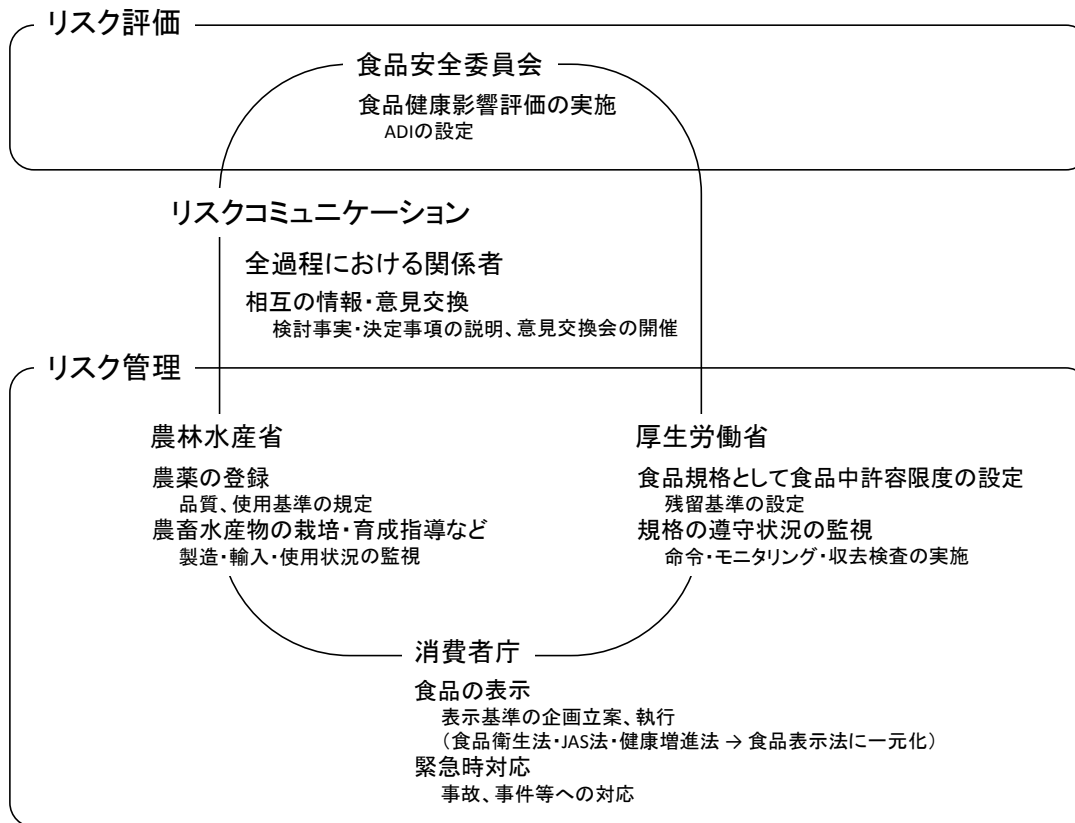 リスク評価
食品安全委員会
食品健康影響評価の実施
ADIの設定
リスクコミュニケーション
全過程における関係者
相互の情報・意見交換
検討事実・決定事項の説明、意見交換会の開催
リスク管理
農林水産省
農薬の登録
品質、使用基準の規定
農畜水産物の栽培・育成指導など
製造・輸入・使用状況の監視
厚生労働省
食品規格として食品中許容限度の設定
残留基準の設定
規格の遵守状況の監視
命令・モニタリング・収去検査の実施
消費者庁
食品の表示
表示基準の企画立案、執行
（食品衛生法・JAS法・健康増進法 → 食品表示法に一元化）
緊急時対応
事故、事件等への対応